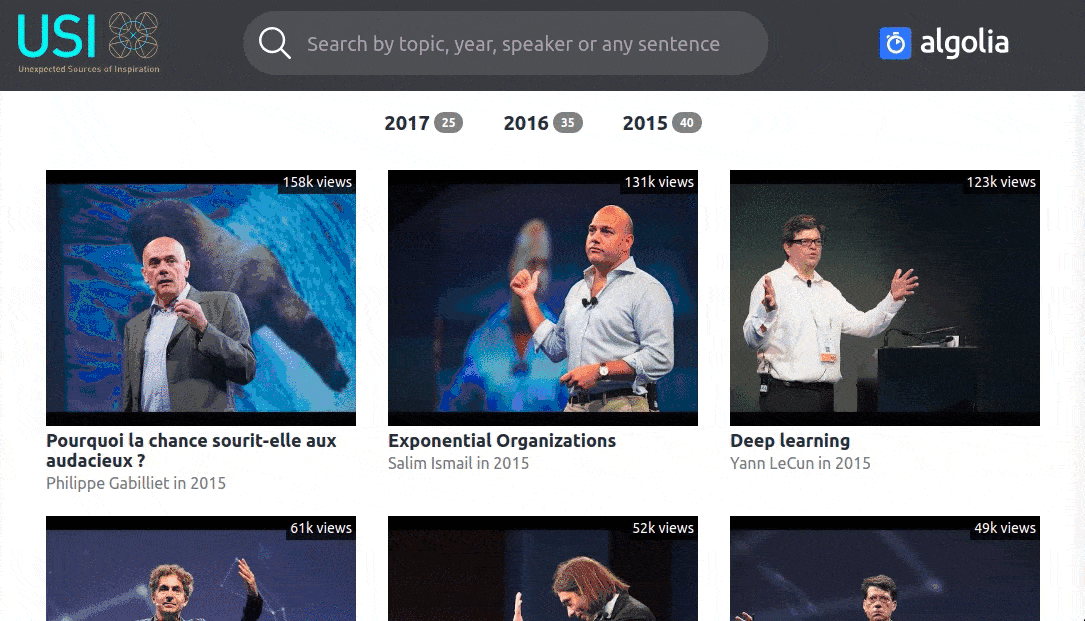 USI
Unexpected Sources of Inspiration
Search by topic, year, speaker or any sentence
algolia
2017 25 2016 35 2015 40
158k views
131k views
123k views
Pourquoi la chance sourit-elle aux
audacieux ?
Philippe Gabilliet in 2015
Exponential Organizations
Salim Ismail in 2015
Deep learning
Yann LeCun in 2015
61k views
52k views
49k views